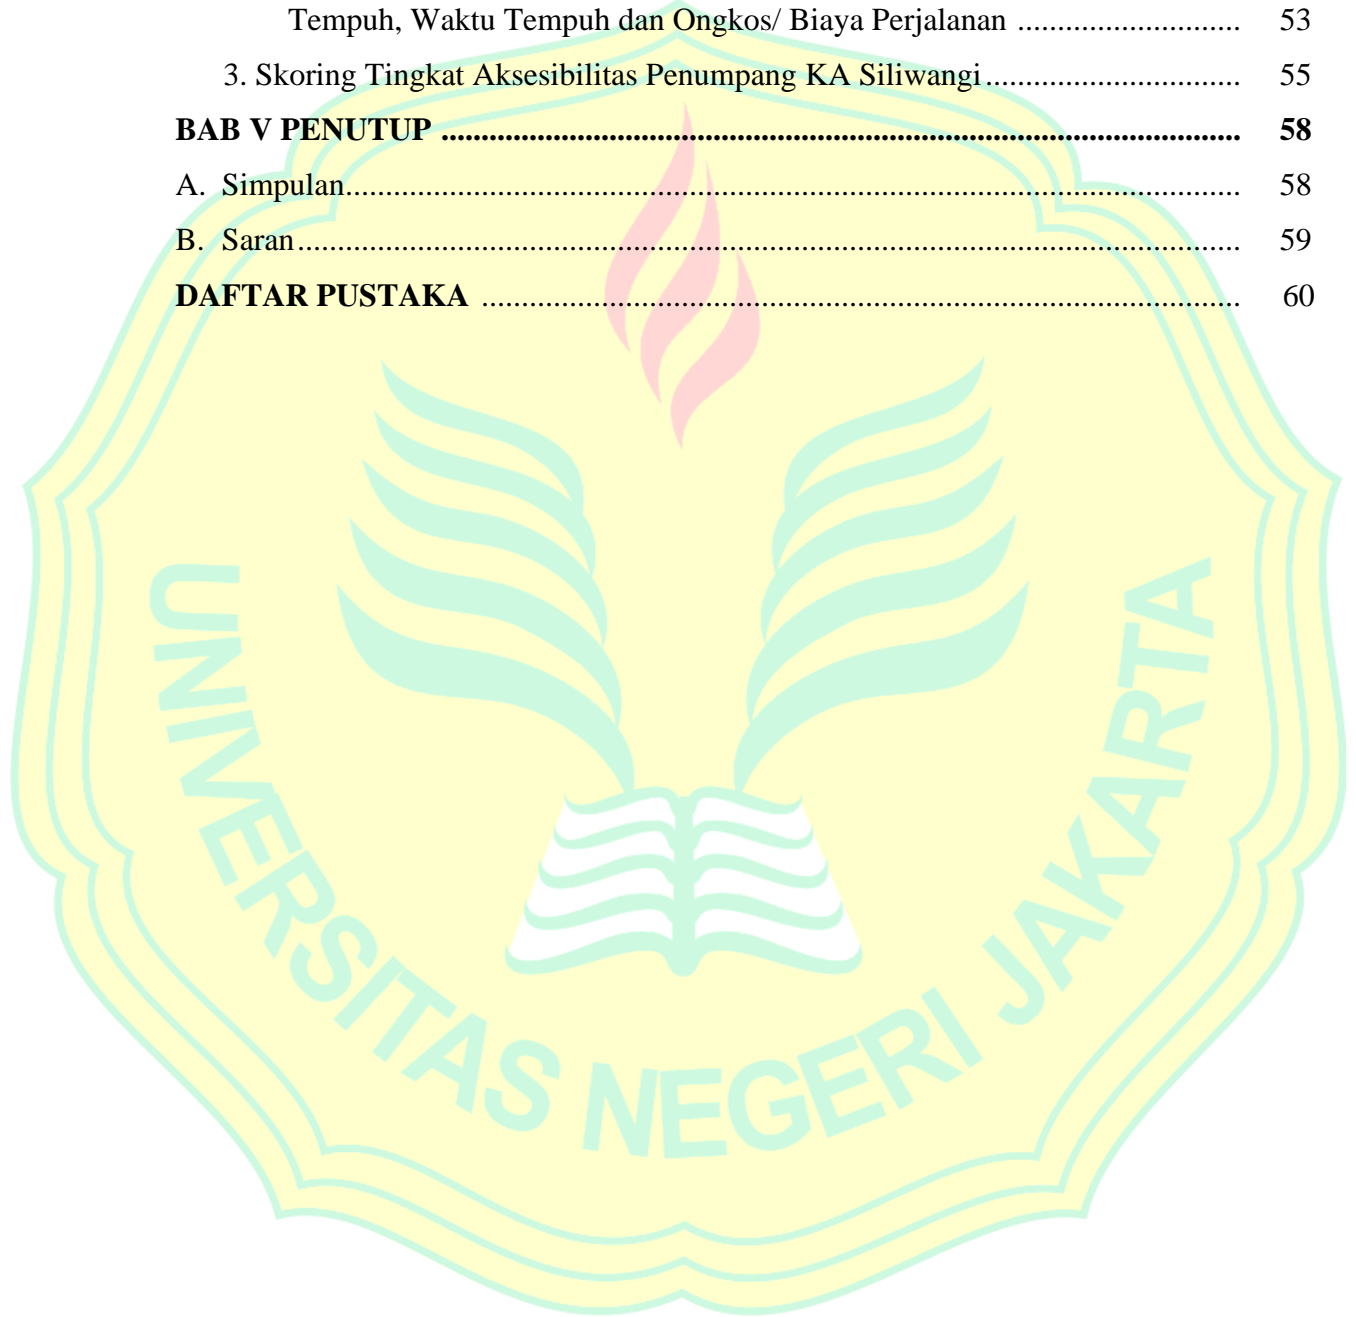 Tempuh, Waktu Tempuh dan Ongkos/ Biaya Perjalanan ............................ 53
3. Skoring Tingkat Aksesibilitas Penumpang KA Siliwangi ................................ 55
BAB V PENUTUP .................................................................................................... 58
A. Simpulan................................................................................................................ 58
B. Saran...................................................................................................................... 59
DAFTAR PUSTAKA ............................................................................................... 60
UNIVERSITAS NEGERI JAKARTA